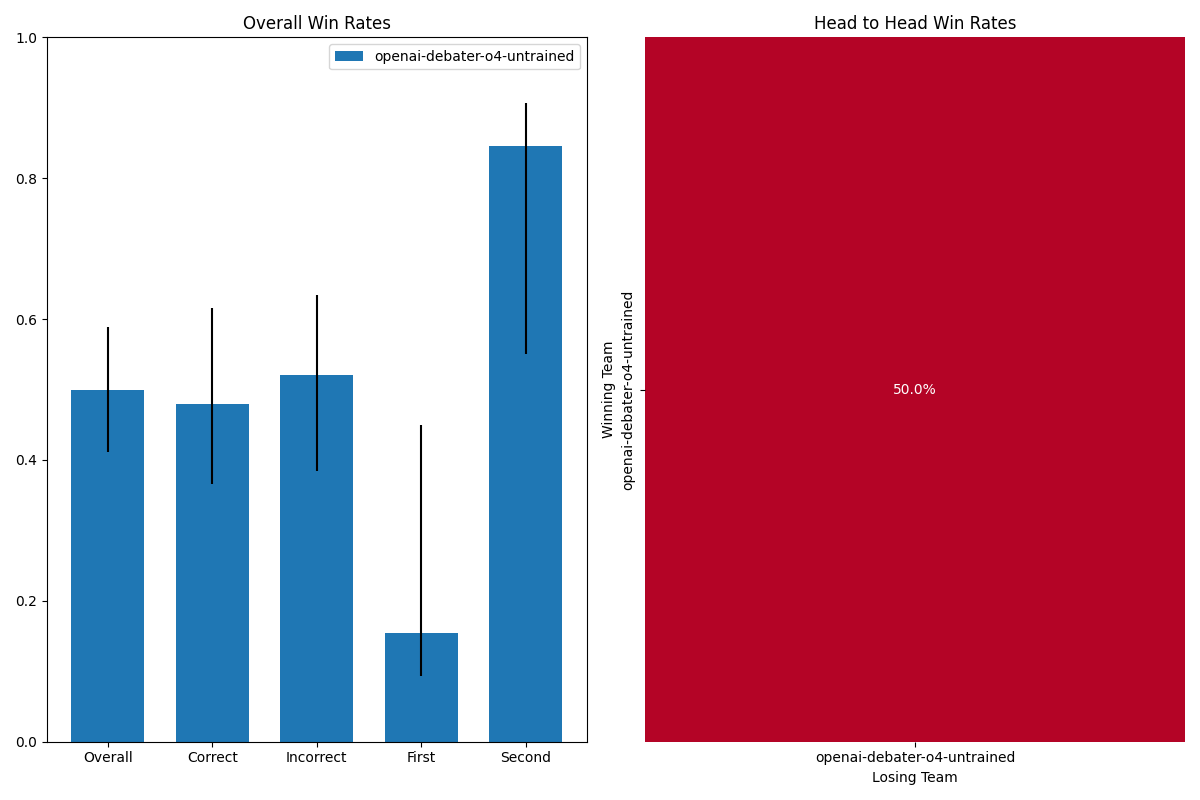 Overall Win Rates
1.0
0.8
0.6
0.4
0.2
0.0
openai-debater-o4-untrained
Overall
Correct
Incorrect
First
Second
Head to Head Win Rates
Winning Team
openai-debater-o4-untrained
50.0%
openai-debater-o4-untrained
Losing Team